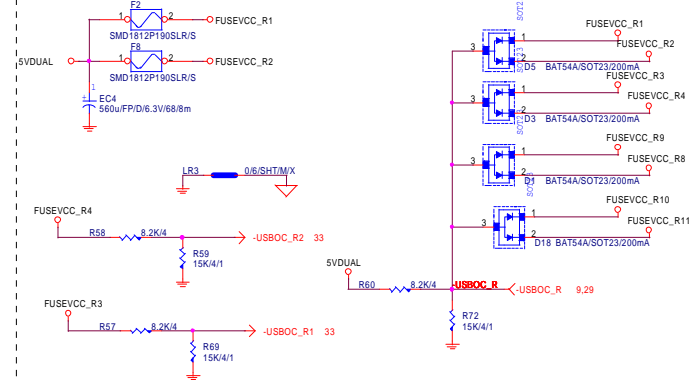 F2
1
2
FUSEVCC_R1
SMD1812P190SLR/S
F8
1
2
FUSEVCC_R2
SMD1812P190SLR/S
5VDUAL
1
+
EC4
560u/FP/D/6.3V/68/8m
LR3
0/6/SHT/M/X
FUSEVCC_R4
R58
8.2K/4
-USBOC_R2 33
R59
15K/4/1
FUSEVCC_R3
R57
8.2K/4
-USBOC_R1 33
R69
15K/4/1
SOT2
FUSEVCC_R1
1
FUSEVCC_R2
3
2
D5 BAT54A/SOT23/200mA
FUSEVCC_R3
1
FUSEVCC_R4
3
2
D3 BAT54A/SOT23/200mA
FUSEVCC_R9
1
FUSEVCC_R8
3
2
D1 BAT54A/SOT23/200mA
FUSEVCC_R10
1
FUSEVCC_R11
3
2
D18 BAT54A/SOT23/200mA
5VDUAL
R60
8.2K/4
-USBOC_R
-USBOC_R 9,29
R72
15K/4/1